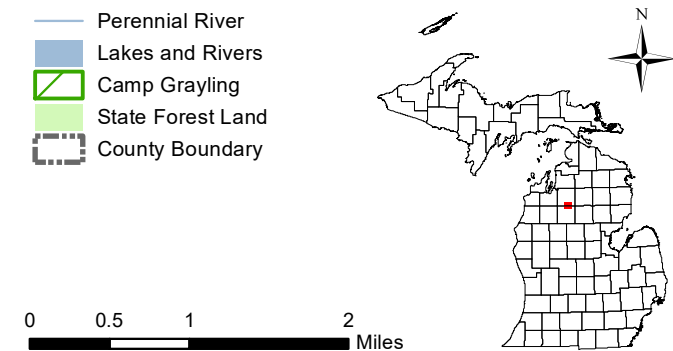 Perennial River
Lakes and Rivers
Camp Grayling
State Forest Land
County Boundary
N
0 0.5 1 2
Miles